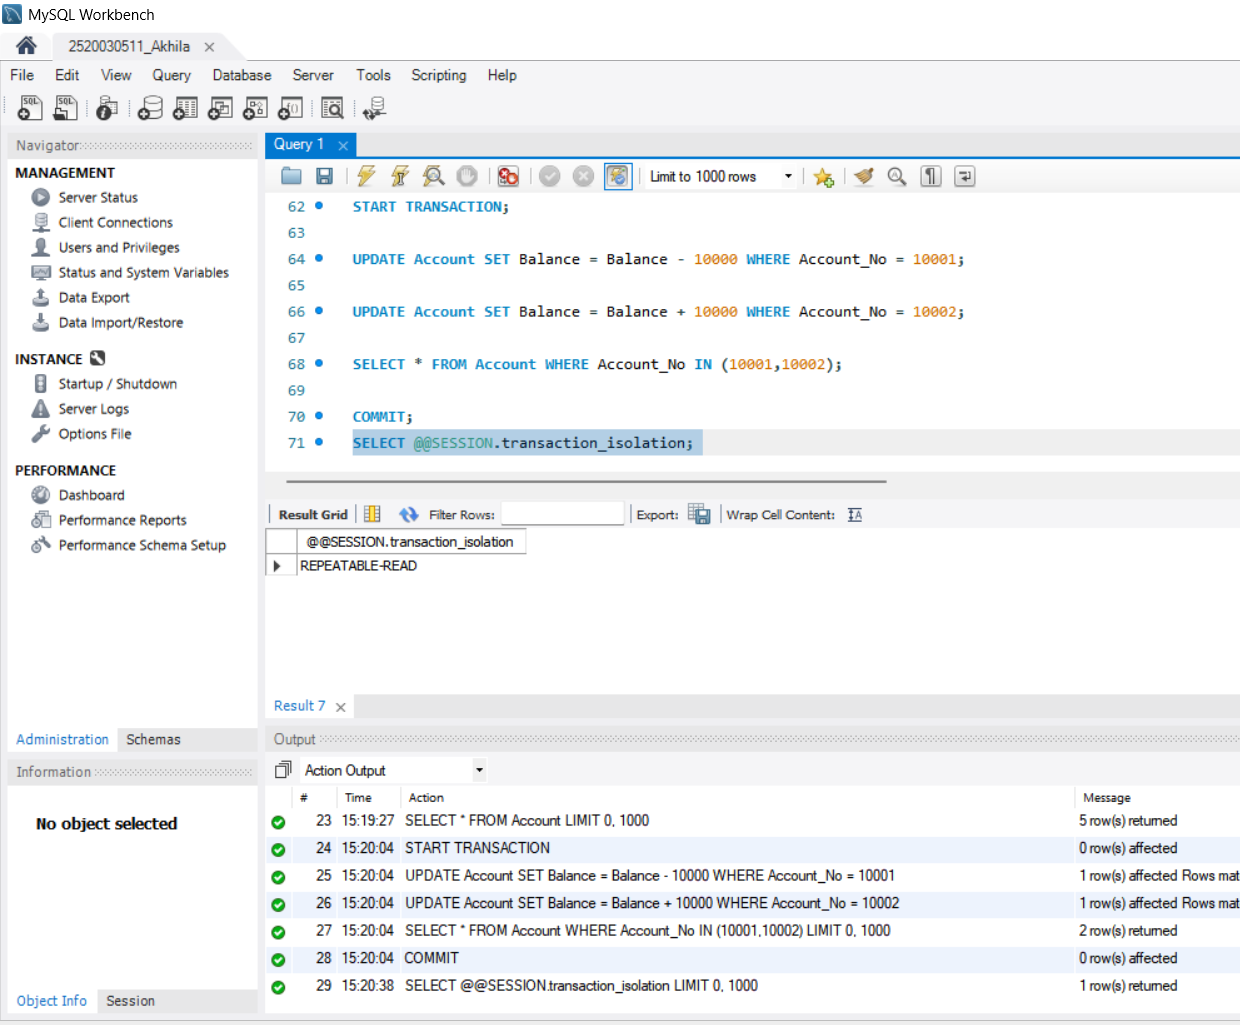 MySQL Workbench
2520030511_Akhila
File Edit View Query Database Server Tools Scripting Help
Navigator
MANAGEMENT
Server Status
Client Connections
Users and Privileges
Status and System Variables
Data Export
Data Import/Restore
INSTANCE
Startup / Shutdown
Server Logs
Options File
PERFORMANCE
Dashboard
Performance Reports
Performance Schema Setup
Administration Schemas
Information
No object selected
Object Info Session
Query 1
Limit to 1000 rows
62 START TRANSACTION;
63
64 UPDATE Account SET Balance = Balance - 10000 WHERE Account_No = 10001;
65
66 UPDATE Account SET Balance = Balance + 10000 WHERE Account_No = 10002;
67
68 SELECT * FROM Account WHERE Account_No IN (10001,10002);
69
70 COMMIT;
71 SELECT @@SESSION.transaction_isolation;
Result Grid Filter Rows: Export: Wrap Cell Content:
@@SESSION.transaction_isolation
REPEATABLE-READ
Result 7
Output
Action Output
# Time Action Message
23 15:19:27 SELECT * FROM Account LIMIT 0, 1000 5 row(s) returned
24 15:20:04 START TRANSACTION 0 row(s) affected
25 15:20:04 UPDATE Account SET Balance = Balance - 10000 WHERE Account_No = 10001 1 row(s) affected Rows mat
26 15:20:04 UPDATE Account SET Balance = Balance + 10000 WHERE Account_No = 10002 1 row(s) affected Rows mat
27 15:20:04 SELECT * FROM Account WHERE Account_No IN (10001,10002) LIMIT 0, 1000 2 row(s) returned
28 15:20:04 COMMIT 0 row(s) affected
29 15:20:38 SELECT @@SESSION.transaction_isolation LIMIT 0, 1000 1 row(s) returned